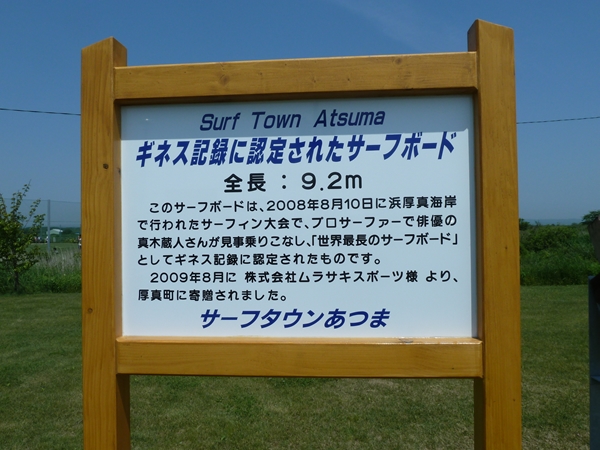 Surf Town Atsuma
ギネス記録に認定されたサーフボード
全長 : 9.2m
このサーフボードは、2008年8月10日に浜厚真海岸
で行われたサーフィン大会で、プロサーファーで俳優の
真木蔵人さんが見事乗りこなし、「世界最長のサーフボード」
としてギネス記録に認定されたものです。
2009年8月に 株式会社ムラサキスポーツ様 より、
厚真町に寄贈されました。
サーフタウンあつま